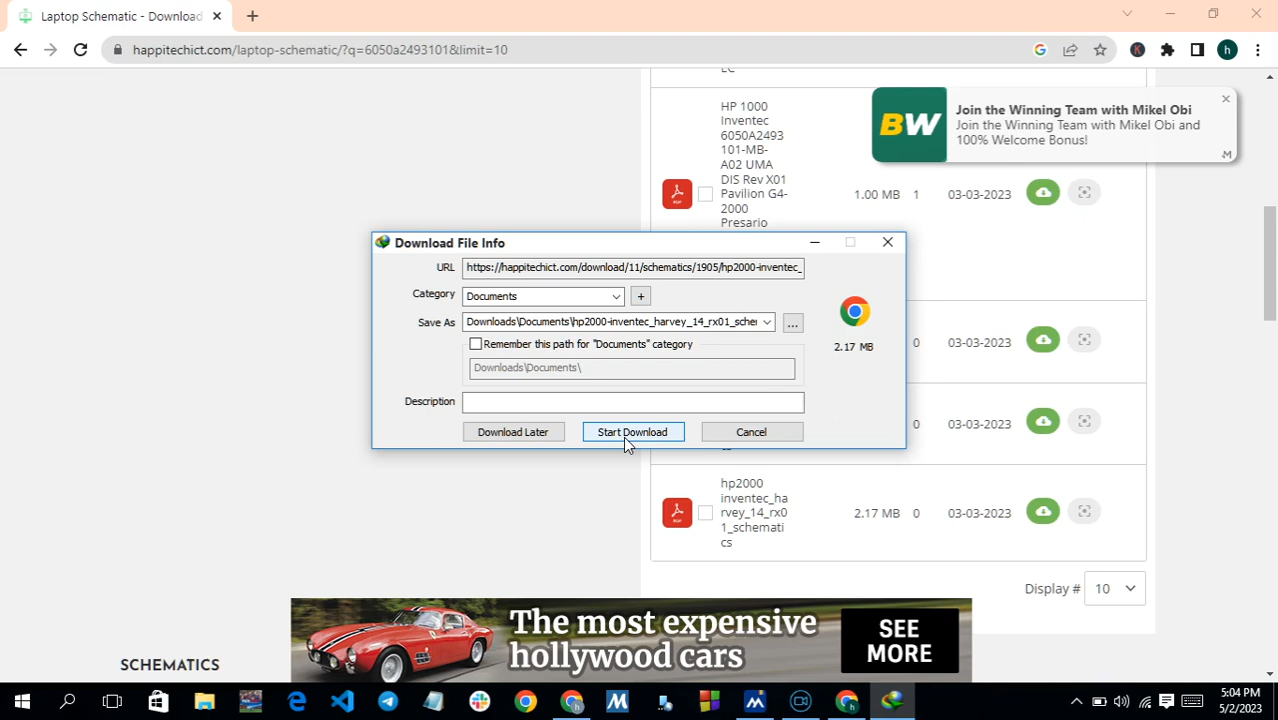 Laptop Schematic - Download
happitechict.com/laptop-schematic/?q=6050a2493101&limit=10
K
h
LC
HP 1000
Inventec
6050A2493
101-MB-
A02 UMA
DIS Rev X01
Pavilion G4-
2000
Presario
PDF
1.00 MB
1
03-03-2023
BW
Join the Winning Team with Mikel Obi
Join the Winning Team with Mikel Obi and
100% Welcome Bonus!
Download File Info
URL
https://happitechict.com/download/11/schematics/1905/hp2000-inventec_
Category
Documents
+
Save As
Downloads\Documents\hp2000-inventec_harvey_14_rx01_sche
...
Remember this path for "Documents" category
Downloads\Documents\
2.17 MB
Description
Download Later
Start Download
Cancel
0
03-03-2023
0
03-03-2023
hp2000
inventec_ha
rvey_14_rx0
1_schemati
cs
PDF
2.17 MB
0
03-03-2023
Display #
10
The most expensive
hollywood cars
SEE
MORE
SCHEMATICS
5:04 PM
5/2/2023